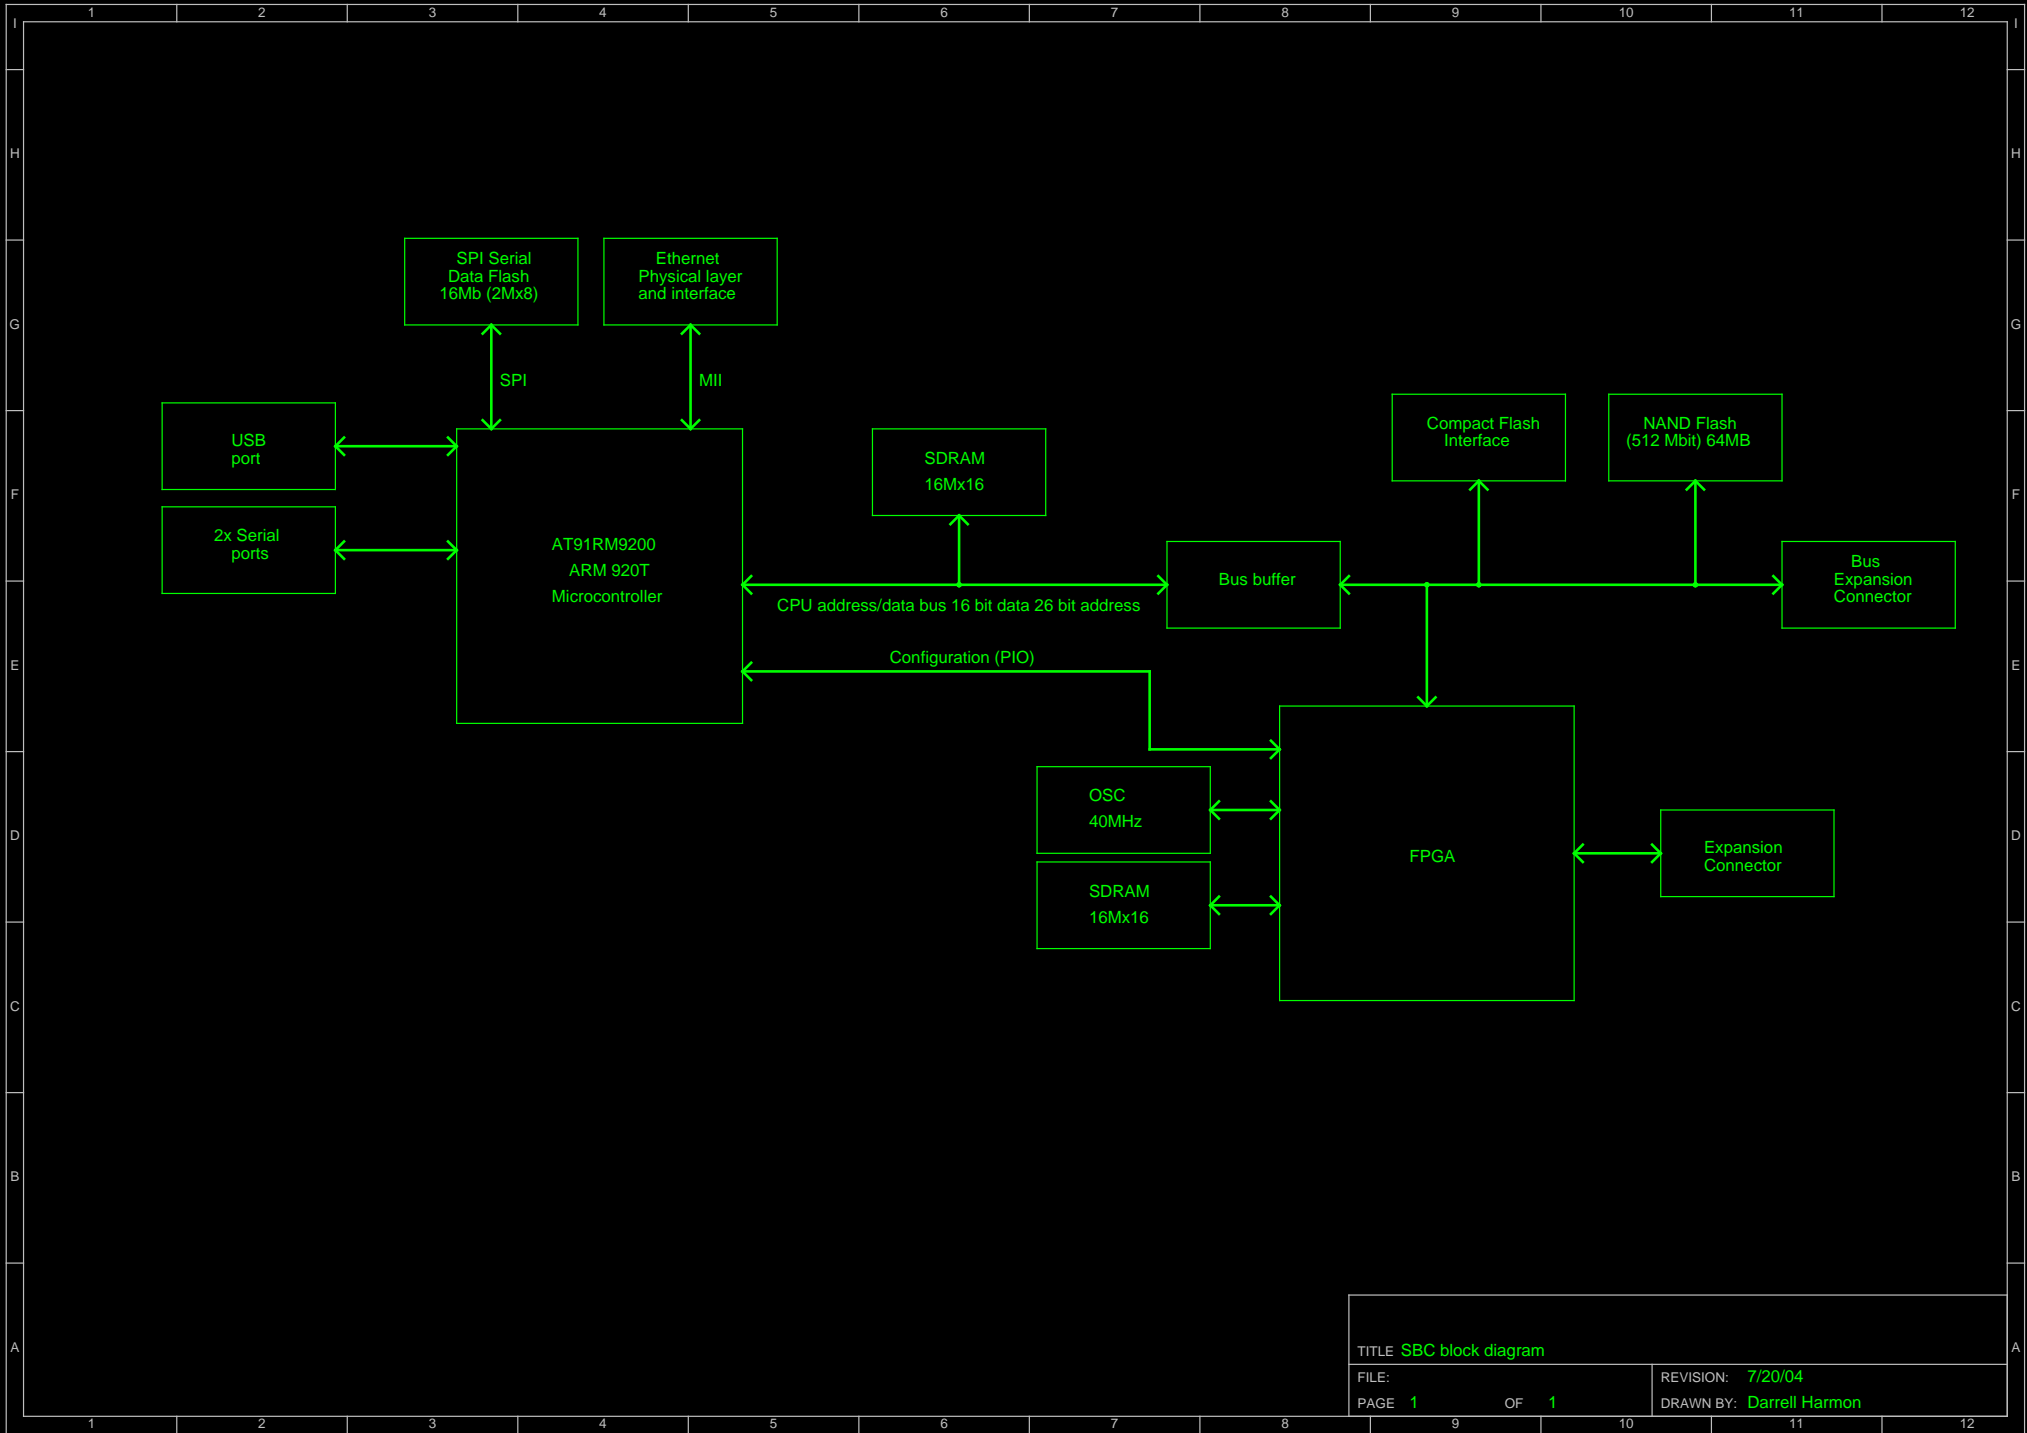 1 2 3 4 5 6 7 8 9 10 11 12
I I
H H
G G
F F
E E
D D
C C
B B
A A
SPI Serial
Data Flash
16Mb (2Mx8)
Ethernet
Physical layer
and interface
SPI
MII
USB
port
2x Serial
ports
AT91RM9200
ARM 920T
Microcontroller
SDRAM
16Mx16
CPU address/data bus 16 bit data 26 bit address
Configuration (PIO)
Bus buffer
Compact Flash
Interface
NAND Flash
(512 Mbit) 64MB
Bus
Expansion
Connector
OSC
40MHz
SDRAM
16Mx16
FPGA
Expansion
Connector
TITLE SBC block diagram
FILE:
REVISION: 7/20/04
PAGE 1 OF 1
DRAWN BY: Darrell Harmon
1 2 3 4 5 6 7 8 9 10 11 12